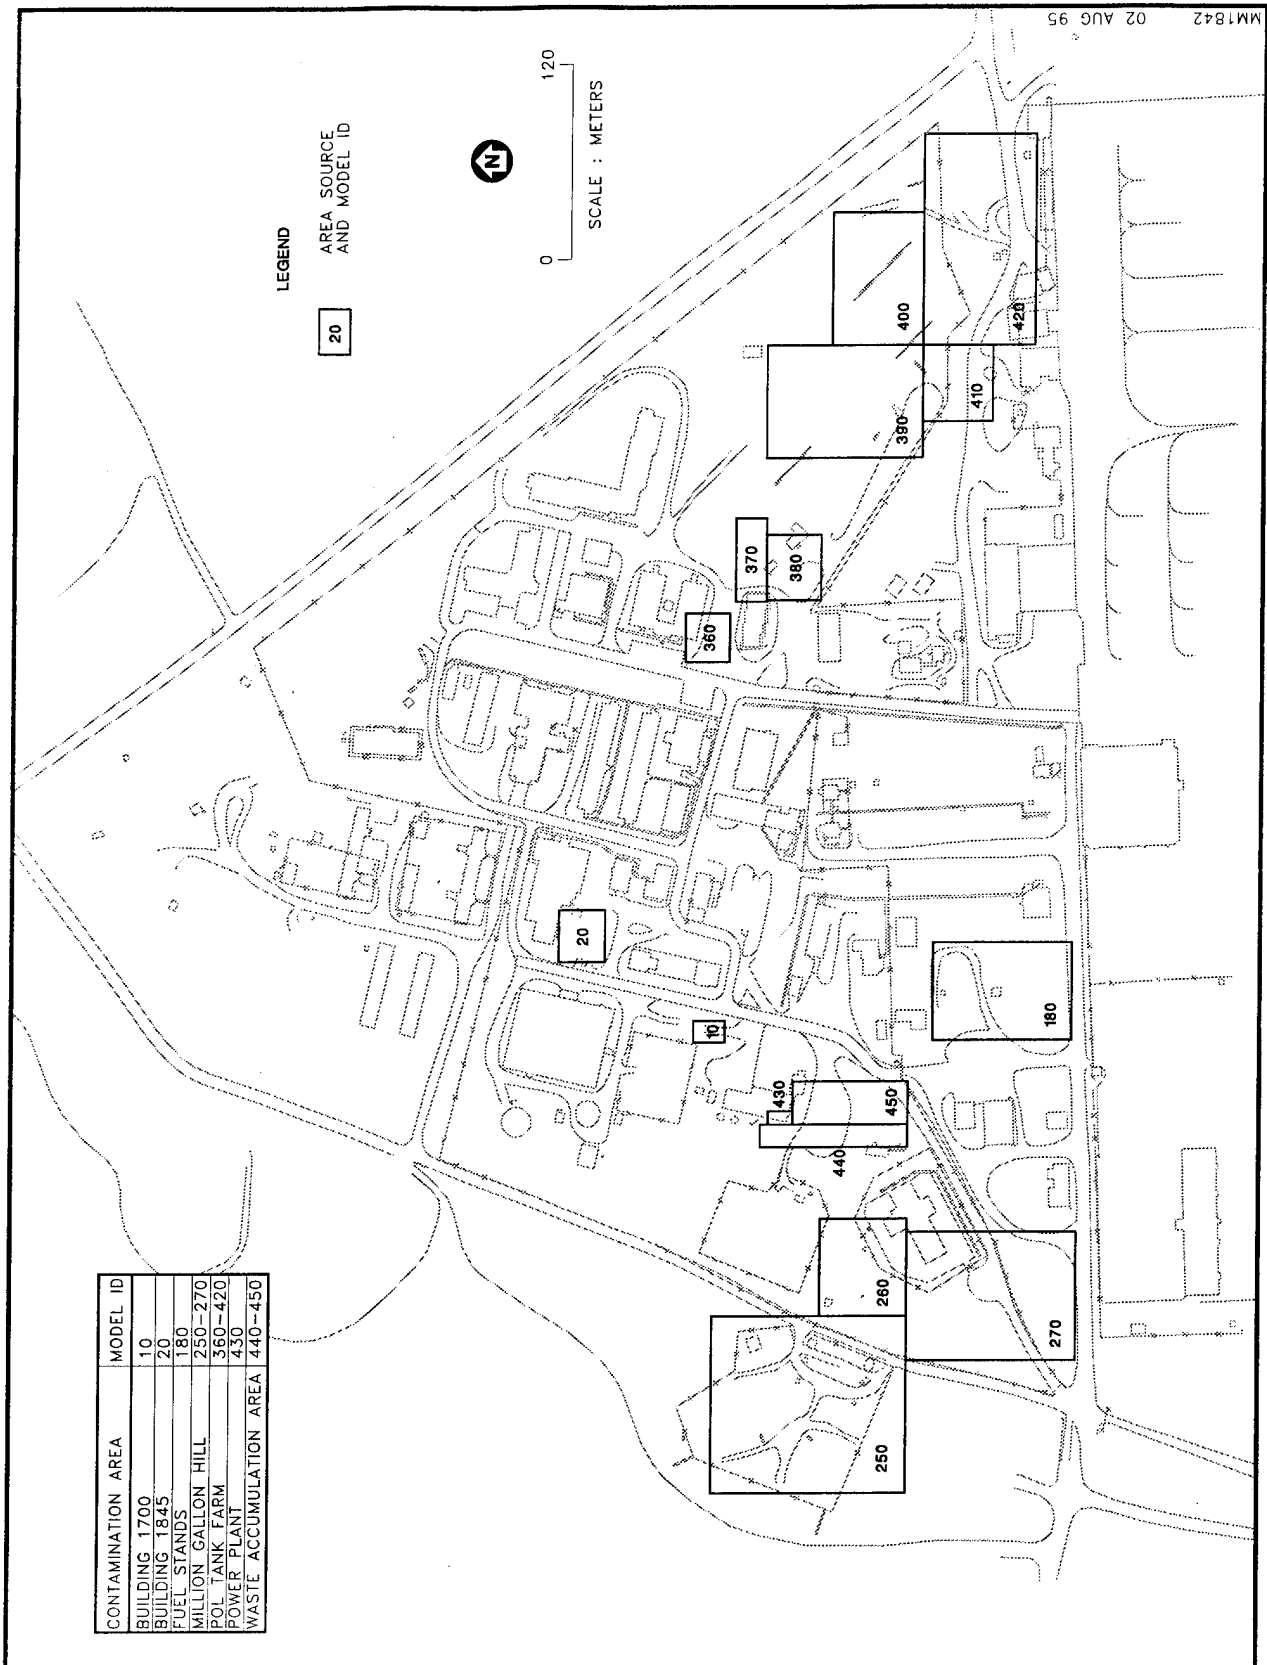 MM1842 02 AUG 95
LEGEND
20
AREA SOURCE
AND MODEL ID
N
0 120
SCALE : METERS
CONTAMINATION AREA MODEL ID
BUILDING 1700 10
BUILDING 1845 20
FUEL STANDS 180
MILLION GALLON HILL 250-270
POL TANK FARM 360-420
POWER PLANT 430
WASTE ACCUMULATION AREA 440-450
20
10
360
370
380
390
400
410
420
180
430
440
450
250
260
270